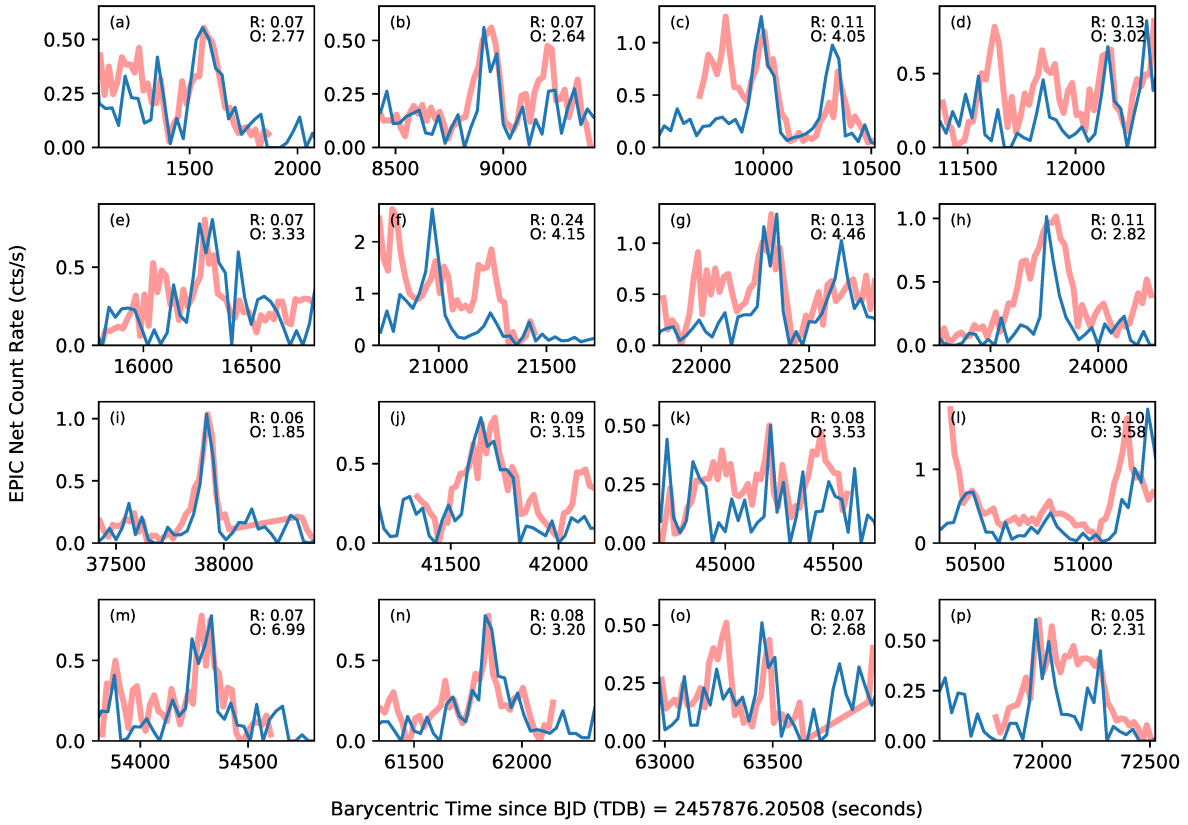 (a) R: 0.07
O: 2.77
0.50
0.25
0.00
1500 2000
(b) R: 0.07
O: 2.64
0.50
0.25
0.00
8500 9000
(c) R: 0.11
O: 4.05
1.0
0.5
0.0
10000 10500
(d) R: 0.13
O: 3.02
0.5
0.0
11500 12000
(e) R: 0.07
O: 3.33
0.5
0.0
16000 16500
(f) R: 0.24
O: 4.15
2
1
0
21000 21500
(g) R: 0.13
O: 4.46
1.0
0.5
0.0
22000 22500
(h) R: 0.11
O: 2.82
1.0
0.5
0.0
23500 24000
EPIC Net Count Rate (cts/s)
(i) R: 0.06
O: 1.85
1.0
0.5
0.0
37500 38000
(j) R: 0.09
O: 3.15
0.5
0.0
41500 42000
(k) R: 0.08
O: 3.53
0.50
0.25
0.00
45000 45500
(l) R: 0.10
O: 3.58
1
0
50500 51000
(m) R: 0.07
O: 6.99
0.5
0.0
54000 54500
(n) R: 0.08
O: 3.20
0.5
0.0
61500 62000
(o) R: 0.07
O: 2.68
0.50
0.25
0.00
63000 63500
(p) R: 0.05
O: 2.31
0.50
0.25
0.00
72000 72500
Barycentric Time since BJD (TDB) = 2457876.20508 (seconds)